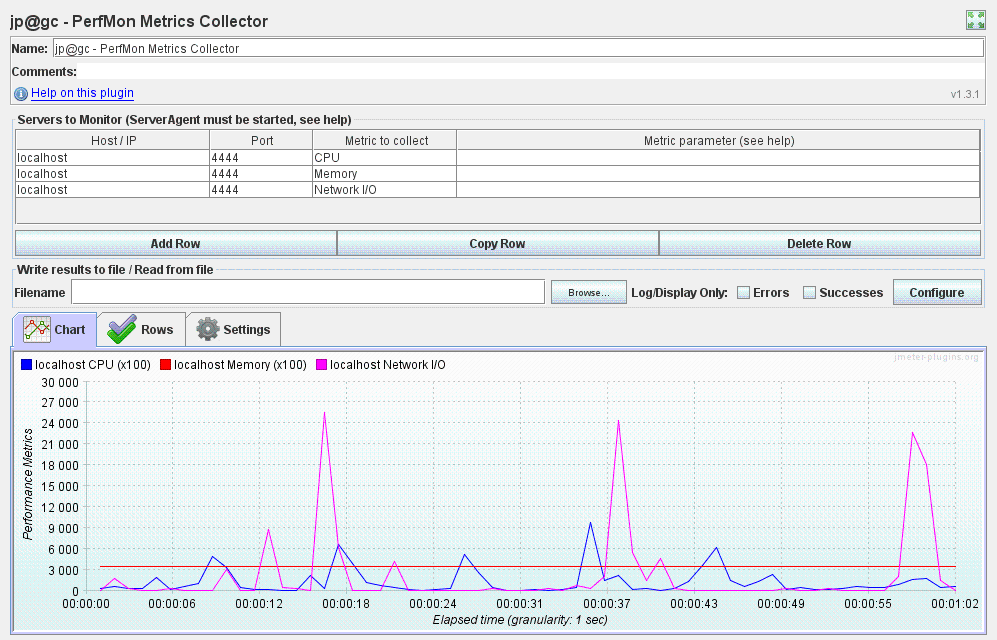 jp@gc - PerfMon Metrics Collector
Name: jp@gc - PerfMon Metrics Collector
Comments:
Help on this plugin v1.3.1
Servers to Monitor (ServerAgent must be started, see help)
Host / IP Port Metric to collect Metric parameter (see help)
localhost 4444 CPU
localhost 4444 Memory
localhost 4444 Network I/O
Add Row Copy Row Delete Row
Write results to file / Read from file
Filename Browse... Log/Display Only: Errors Successes Configure
Chart Rows Settings
jmeter-plugins.org
localhost CPU (x100) localhost Memory (x100) localhost Network I/O
Performance Metrics
30 000
27 000
24 000
21 000
18 000
15 000
12 000
9 000
6 000
3 000
0
00:00:00 00:00:06 00:00:12 00:00:18 00:00:24 00:00:31 00:00:37 00:00:43 00:00:49 00:00:55 00:01:02
Elapsed time (granularity: 1 sec)